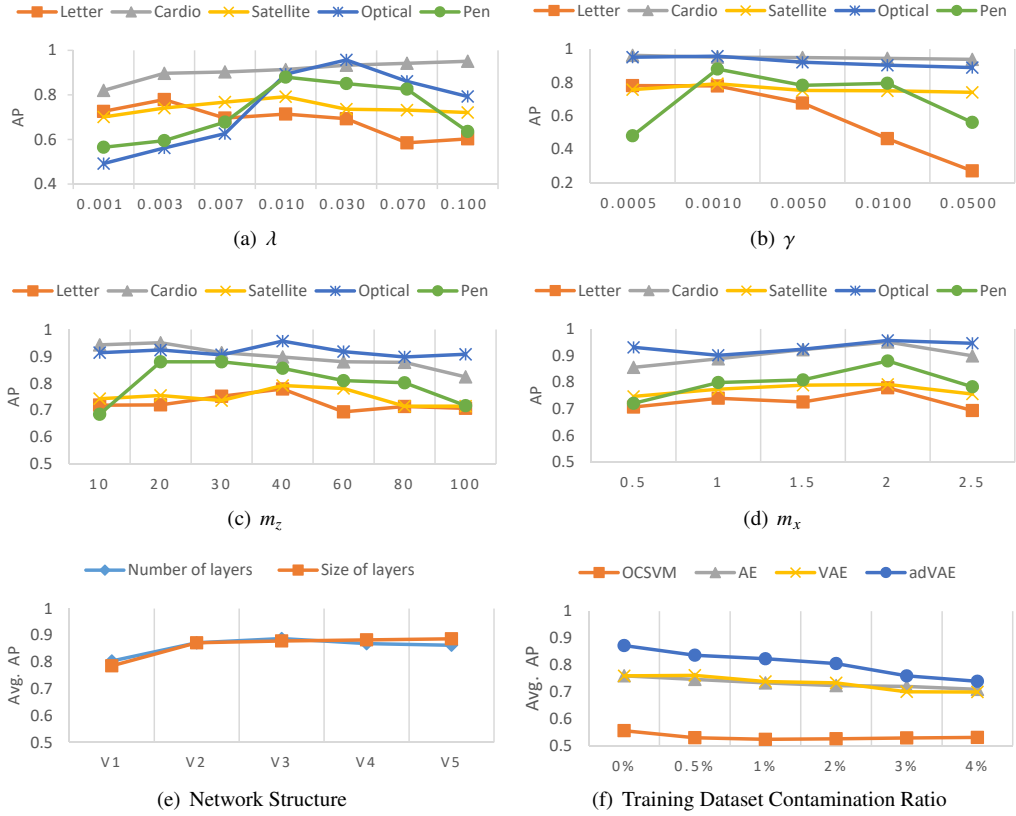 Letter Cardio Satellite Optical Pen
1
0.8
0.6
0.4
AP
0.001 0.003 0.007 0.010 0.030 0.070 0.100
(a) λ
Letter Cardio Satellite Optical Pen
1
0.8
0.6
0.4
0.2
AP
0.0005 0.0010 0.0050 0.0100 0.0500
(b) γ
Letter Cardio Satellite Optical Pen
1
0.9
0.8
0.7
0.6
0.5
AP
10 20 30 40 60 80 100
(c) m_z
Letter Cardio Satellite Optical Pen
1
0.9
0.8
0.7
0.6
0.5
AP
0.5 1 1.5 2 2.5
(d) m_x
Number of layers Size of layers
1
0.9
0.8
0.7
0.6
0.5
Avg. AP
V1 V2 V3 V4 V5
(e) Network Structure
OCSVM AE VAE adVAE
1
0.9
0.8
0.7
0.6
0.5
Avg. AP
0% 0.5% 1% 2% 3% 4%
(f) Training Dataset Contamination Ratio